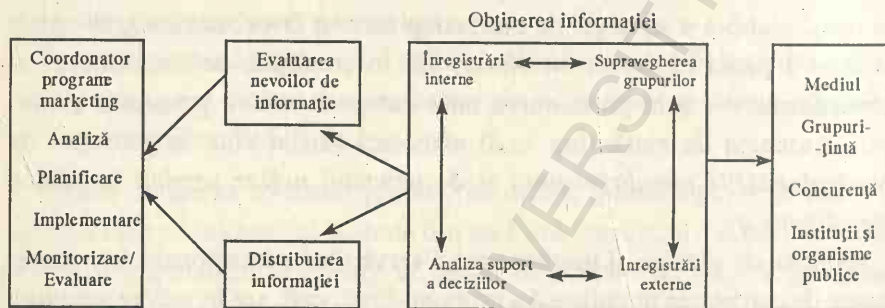 Obţinerea informaţiei
Coordonator
programe
marketing
Analiză
Planificare
Implementare
Monitorizare/
Evaluare
Evaluarea
nevoilor de
informaţie
Distribuirea
informaţiei
Înregistrări
interne
Supravegherea
grupurilor
Analiza suport
a deciziilor
Înregistrări
externe
Mediul
Grupuri-
-ţintă
Concurenţă
Instituţii şi
organisme
publice
UNIVERSIT